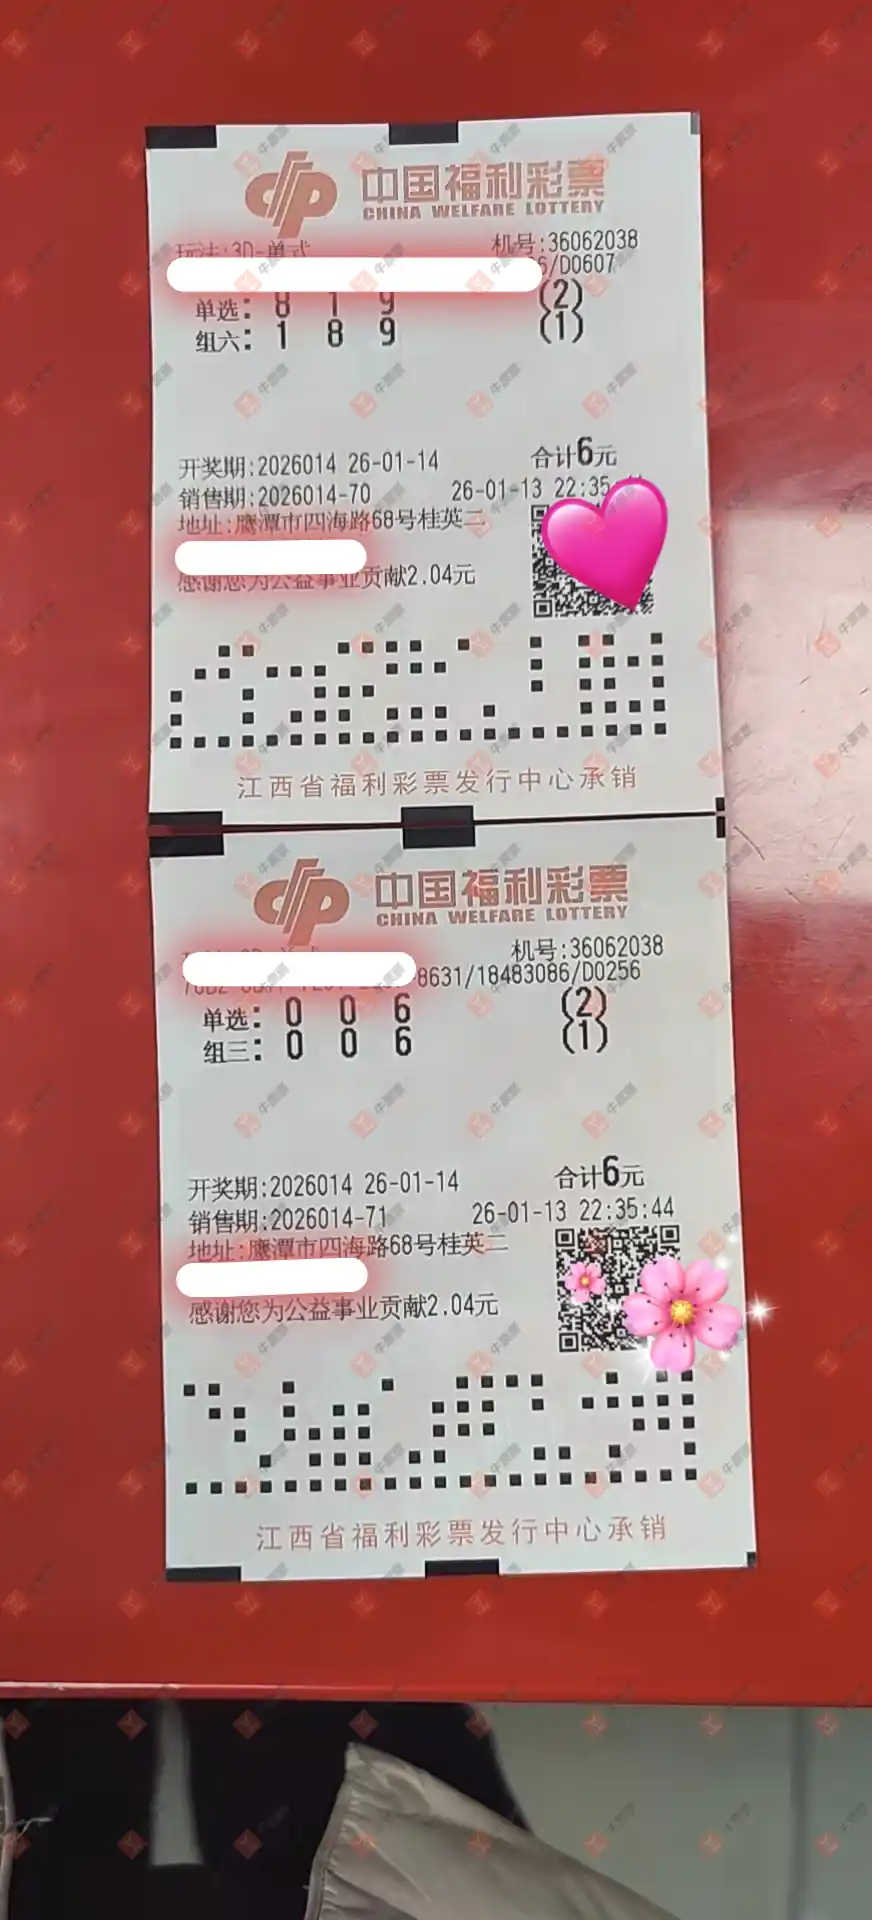 中国福利彩票
CHINA WELFARE LOTTERY
玩法:3D-单式
机号:36062038
6/D0607
单选: 8 1 9 (2)
组六: 1 8 9 (1)
开奖期:2026014 26-01-14 合计6元
销售期:2026014-70 26-01-13 22:35
地址:鹰潭市四海路68号桂英二
感谢您为公益事业贡献2.04元
江西省福利彩票发行中心承销
中国福利彩票
CHINA WELFARE LOTTERY
机号:36062038
8631/18483086/D0256
单选: 0 0 6 (2)
组三: 0 0 6 (1)
开奖期:2026014 26-01-14 合计6元
销售期:2026014-71 26-01-13 22:35:44
地址:鹰潭市四海路68号桂英二
感谢您为公益事业贡献2.04元
江西省福利彩票发行中心承销